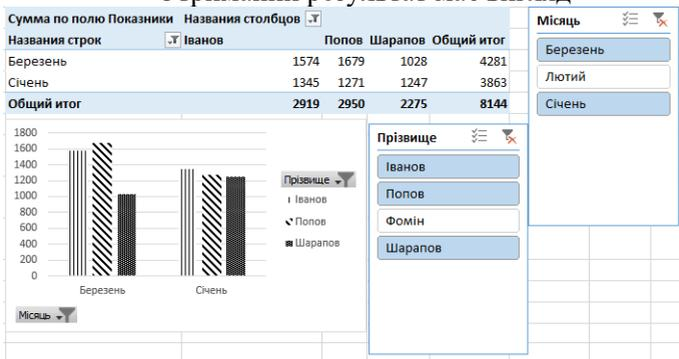 Отриманий результат має вигляд
Сумма по полю Показники Названия столбцов
Названия строк Іванов Попов Шарапов Общий итог
Березень 1574 1679 1028 4281
Січень 1345 1271 1247 3863
Общий итог 2919 2950 2275 8144
Місяць
Березень
Лютий
Січень
Прізвище
Іванов
Попов
Фомін
Шарапов
1800
1600
1400
1200
1000
800
600
400
200
0
Березень Січень
Прізвище
Іванов
Попов
Шарапов
Місяць